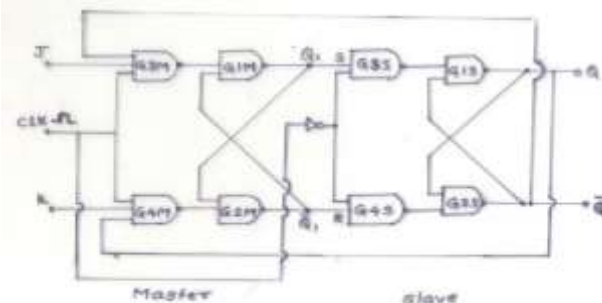 J
G3M
G1M
Q₁
S
G3S
G1S
Q
CLK
K
G4M
G2M
Q̅₁
R
G4S
G2S
Q̅
Master
Slave